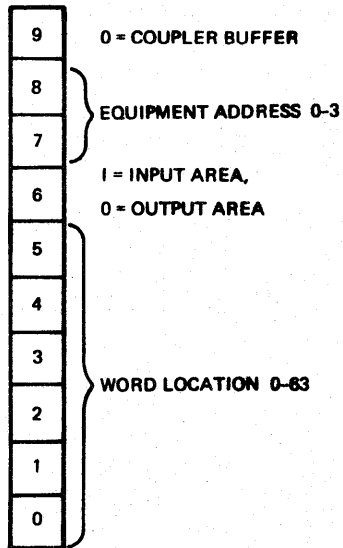 9 0 = COUPLER BUFFER
8
EQUIPMENT ADDRESS 0-3
7
I = INPUT AREA,
6
0 = OUTPUT AREA
5
4
3
WORD LOCATION 0-63
2
1
0